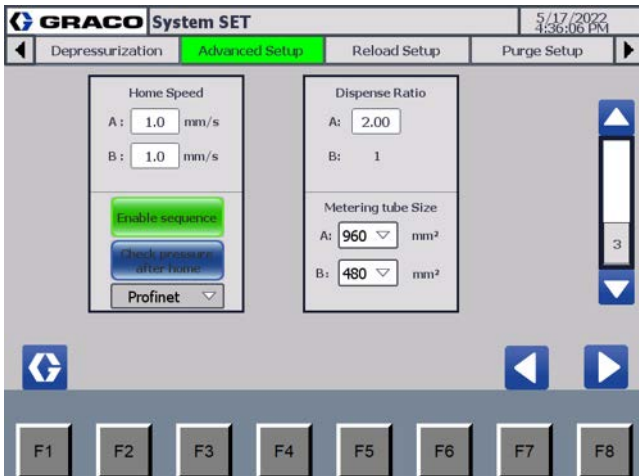 GRACO System SET 5/17/2022
4:36:06 PM
Depressurization Advanced Setup Reload Setup Purge Setup
Home Speed
A: 1.0 mm/s
B: 1.0 mm/s
Enable sequence
Check pressure
after home
Profinet
Dispense Ratio
A: 2.00
B: 1
Metering tube Size
A: 960 mm²
B: 480 mm²
3
F1 F2 F3 F4 F5 F6 F7 F8